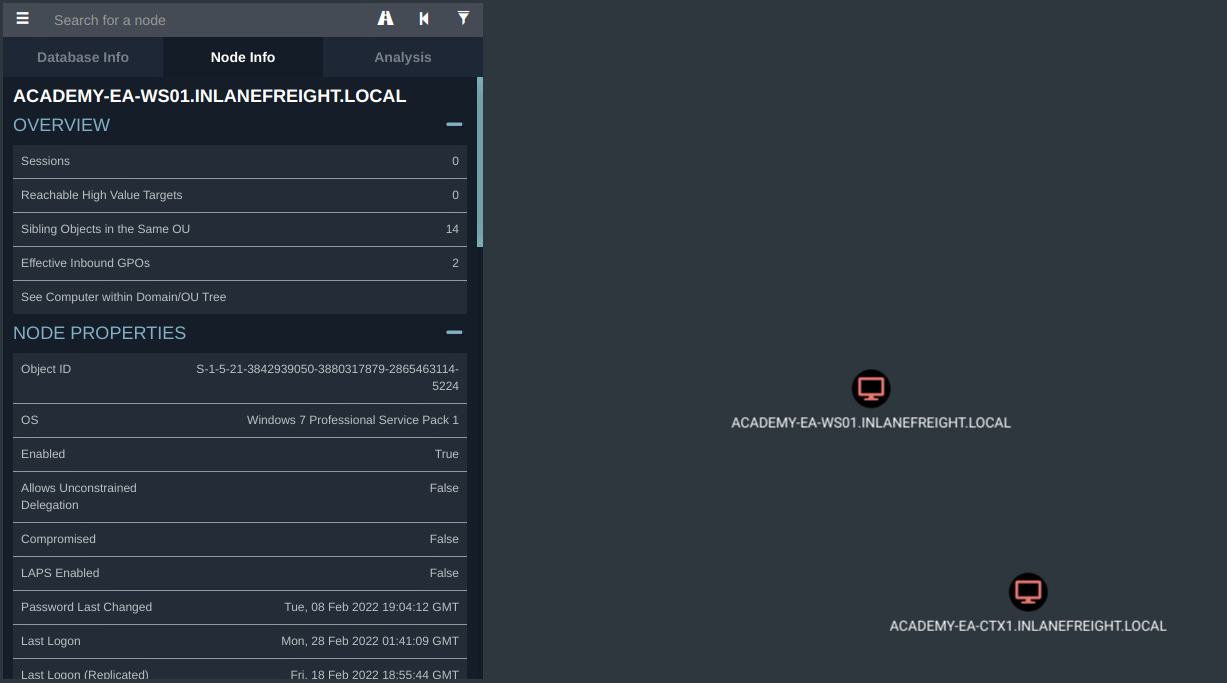 Search for a node
Database Info
Node Info
Analysis
ACADEMY-EA-WS01.INLANEFREIGHT.LOCAL
OVERVIEW
Sessions 0
Reachable High Value Targets 0
Sibling Objects in the Same OU 14
Effective Inbound GPOs 2
See Computer within Domain/OU Tree
NODE PROPERTIES
Object ID S-1-5-21-3842939050-3880317879-2865463114-
5224
OS Windows 7 Professional Service Pack 1
Enabled True
Allows Unconstrained False
Delegation
Compromised False
LAPS Enabled False
Password Last Changed Tue, 08 Feb 2022 19:04:12 GMT
Last Logon Mon, 28 Feb 2022 01:41:09 GMT
Last Logon (Replicated) Fri, 18 Feb 2022 18:55:44 GMT
ACADEMY-EA-WS01.INLANEFREIGHT.LOCAL
ACADEMY-EA-CTX1.INLANEFREIGHT.LOCAL